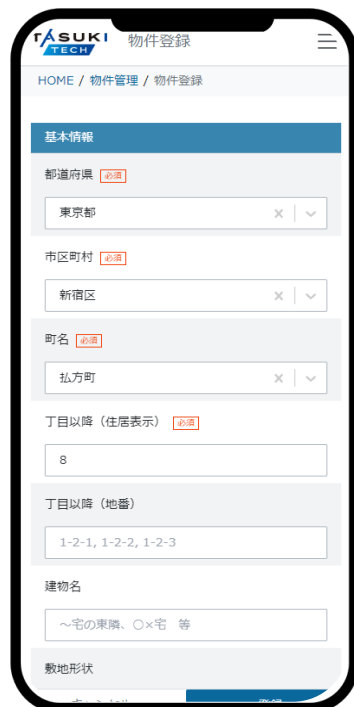 TASUKI
TECH
物件登録
HOME / 物件管理 / 物件登録
基本情報
都道府県 必須
東京都
市区町村 必須
新宿区
町名 必須
払方町
丁目以降（住居表示） 必須
8
丁目以降（地番）
1-2-1, 1-2-2, 1-2-3
建物名
～宅の東隣、○×宅　等
敷地形状